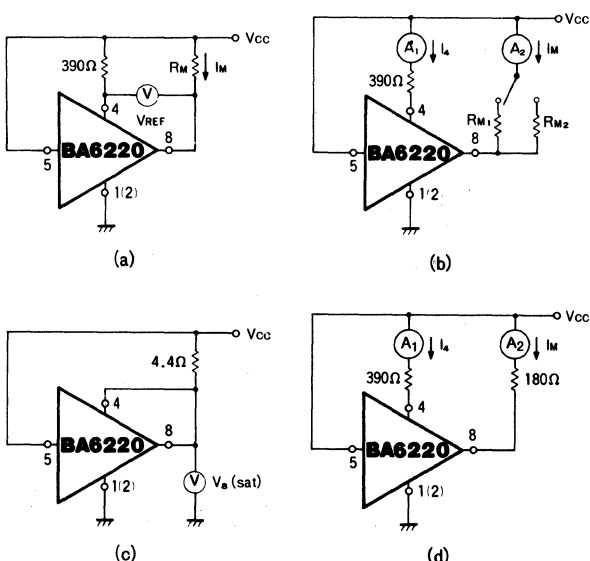 Vcc
390Ω
RM
IM
4
V
VREF
BA6220
5
8
1(2)
(a)
Vcc
A1
I4
A2
IM
390Ω
4
RM1
RM2
BA6220
5
8
1(2)
(b)
Vcc
4.4Ω
4
BA6220
5
8
1(2)
V
V8 (sat)
(c)
Vcc
A1
I4
A2
IM
390Ω
180Ω
4
BA6220
5
8
1(2)
(d)